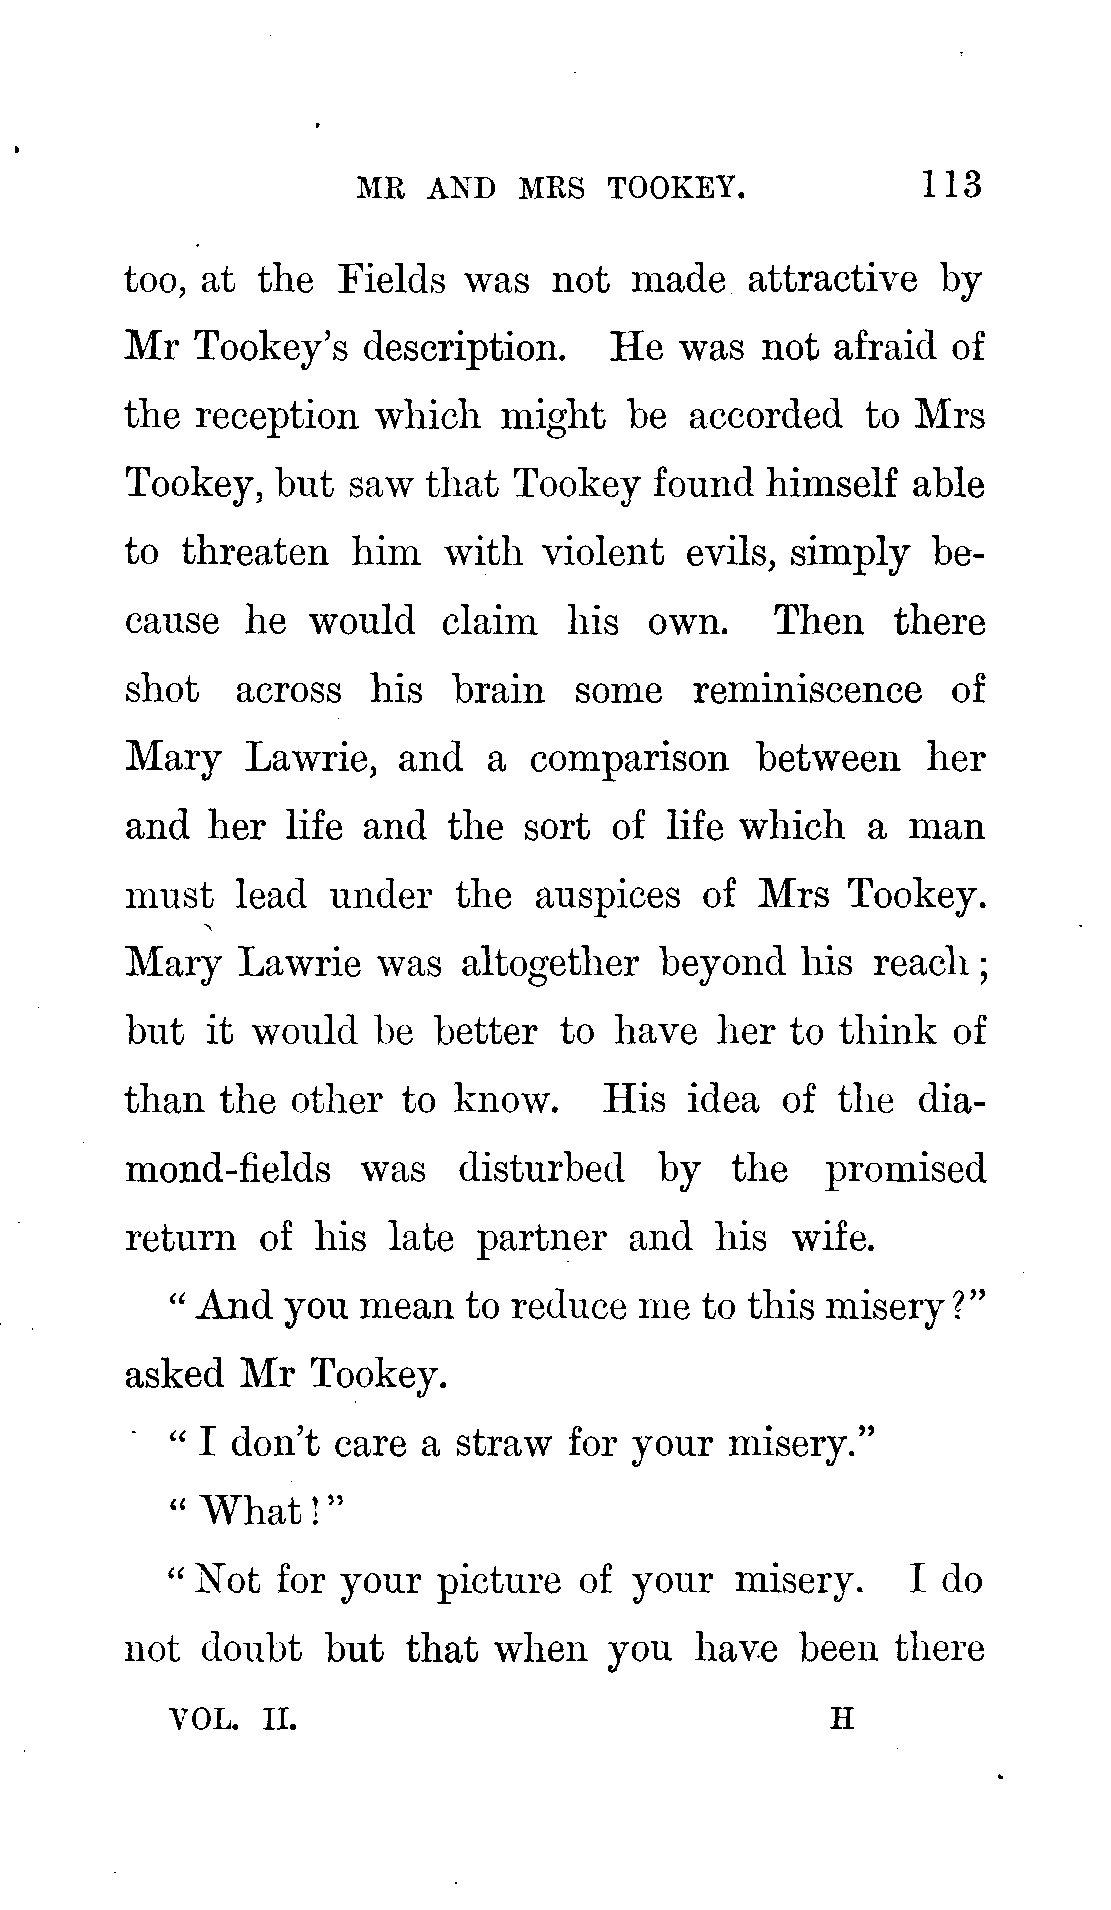 MR AND MRS TOOKEY. 113
too, at the Fields was not made attractive by
Mr Tookey's description. He was not afraid of
the reception which might be accorded to Mrs
Tookey, but saw that Tookey found himself able
to threaten him with violent evils, simply be-
cause he would claim his own. Then there
shot across his brain some reminiscence of
Mary Lawrie, and a comparison between her
and her life and the sort of life which a man
must lead under the auspices of Mrs Tookey.
Mary Lawrie was altogether beyond his reach;
but it would be better to have her to think of
than the other to know. His idea of the dia-
mond-fields was disturbed by the promised
return of his late partner and his wife.
“And you mean to reduce me to this misery?”
asked Mr Tookey.
“I don't care a straw for your misery.”
“What!”
“Not for your picture of your misery. I do
not doubt but that when you have been there
VOL. II. H